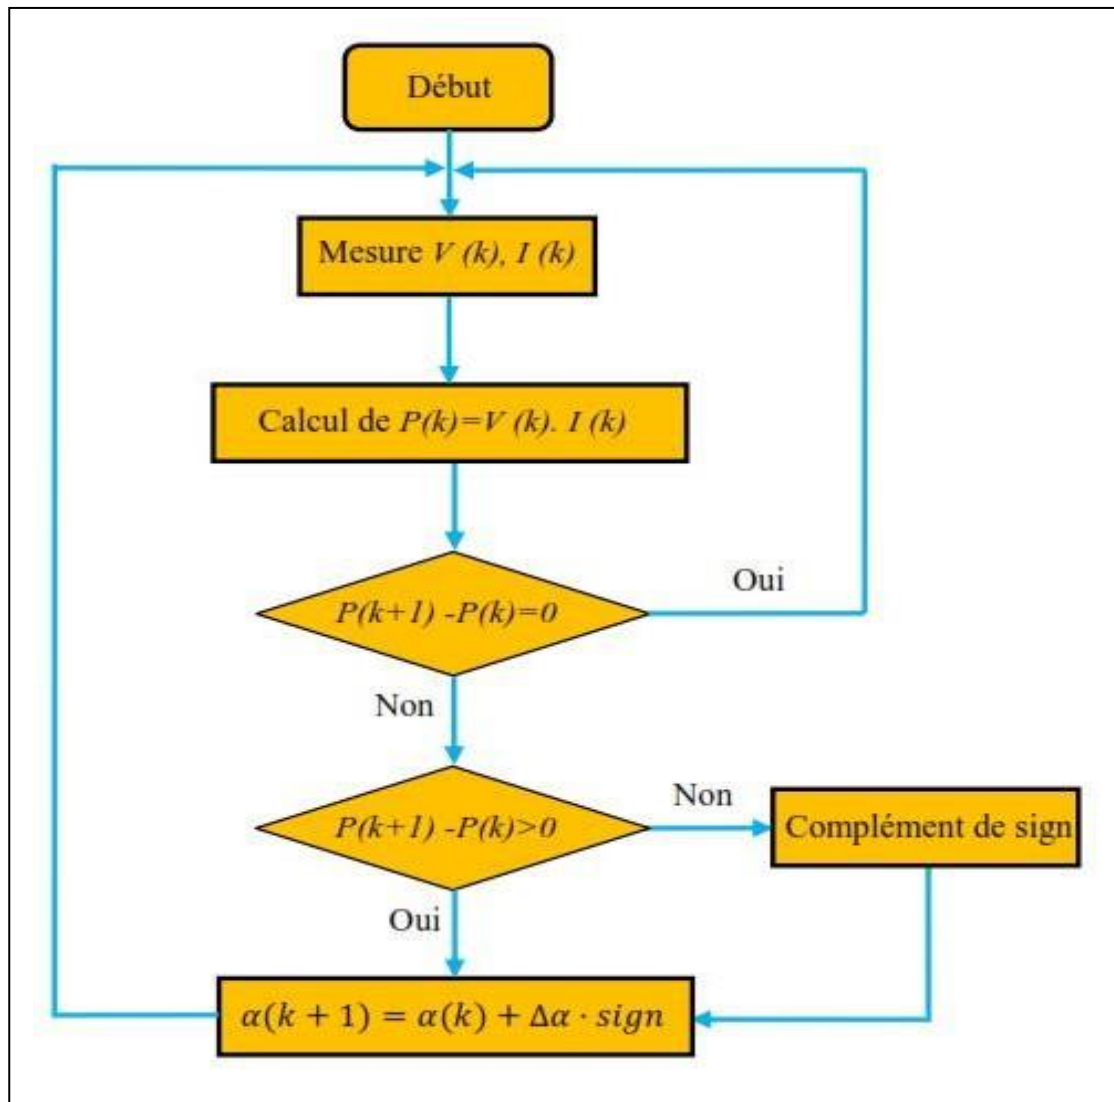 Début
Mesure V (k), I (k)
Calcul de P(k)=V (k). I (k)
P(k+1) -P(k)=0
Oui
Non
P(k+1) -P(k)>0
Non
Complément de sign
Oui
α(k + 1) = α(k) + Δα · sign